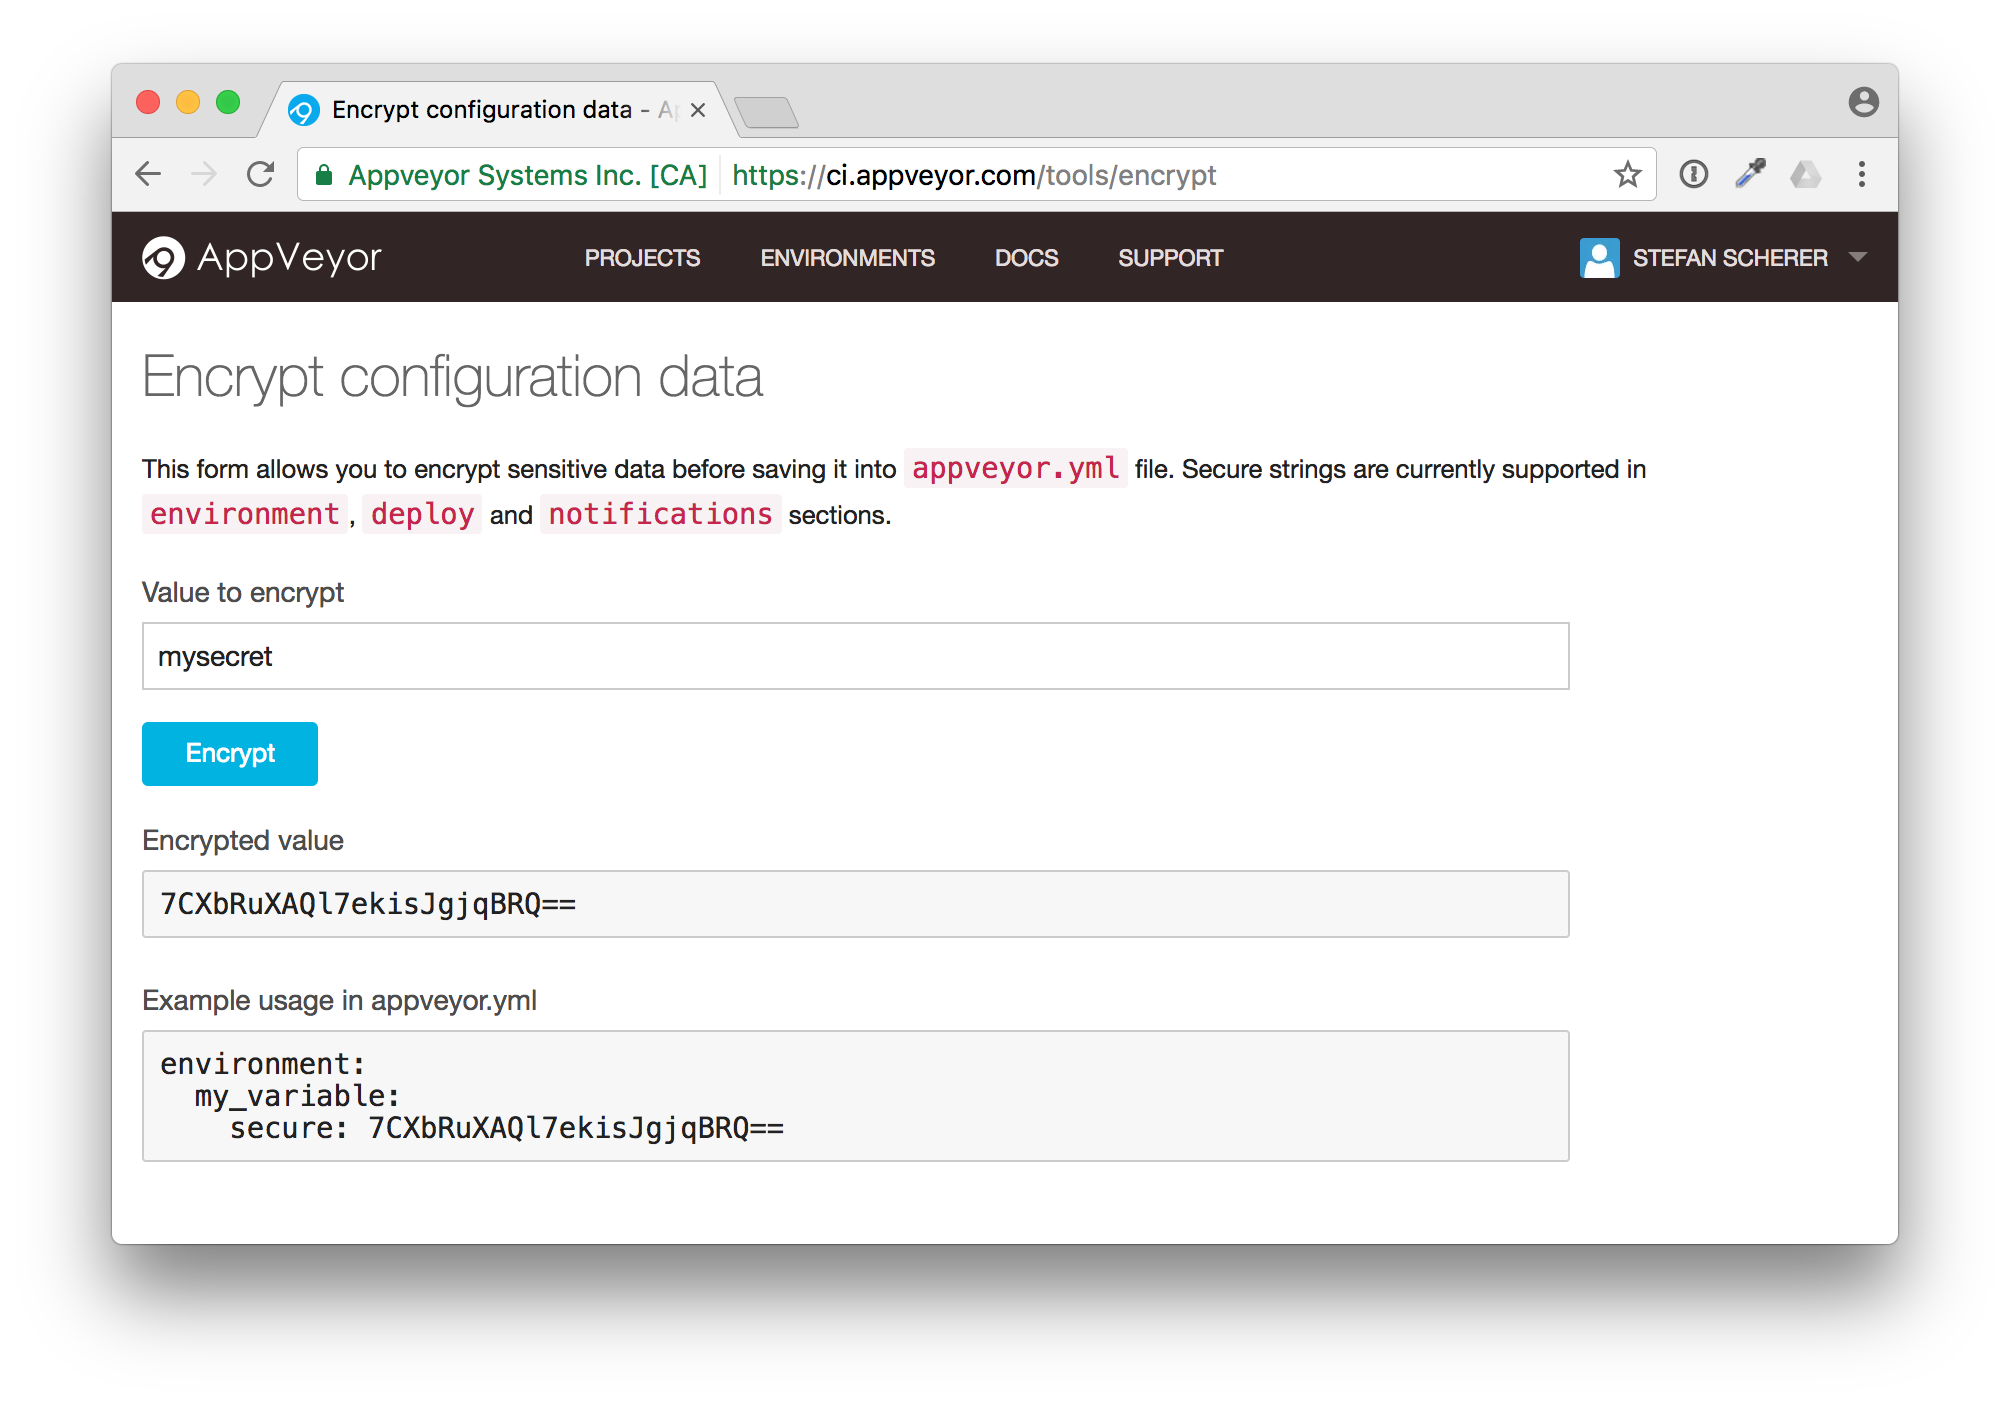 Encrypt configuration data - Ap
Appveyor Systems Inc. [CA] https://ci.appveyor.com/tools/encrypt
AppVeyor PROJECTS ENVIRONMENTS DOCS SUPPORT STEFAN SCHERER
Encrypt configuration data
This form allows you to encrypt sensitive data before saving it into appveyor.yml file. Secure strings are currently supported in
environment, deploy and notifications sections.
Value to encrypt
mysecret
Encrypt
Encrypted value
7CXbRuXAQl7ekisJgjqBRQ==
Example usage in appveyor.yml
environment:
my_variable:
secure: 7CXbRuXAQl7ekisJgjqBRQ==